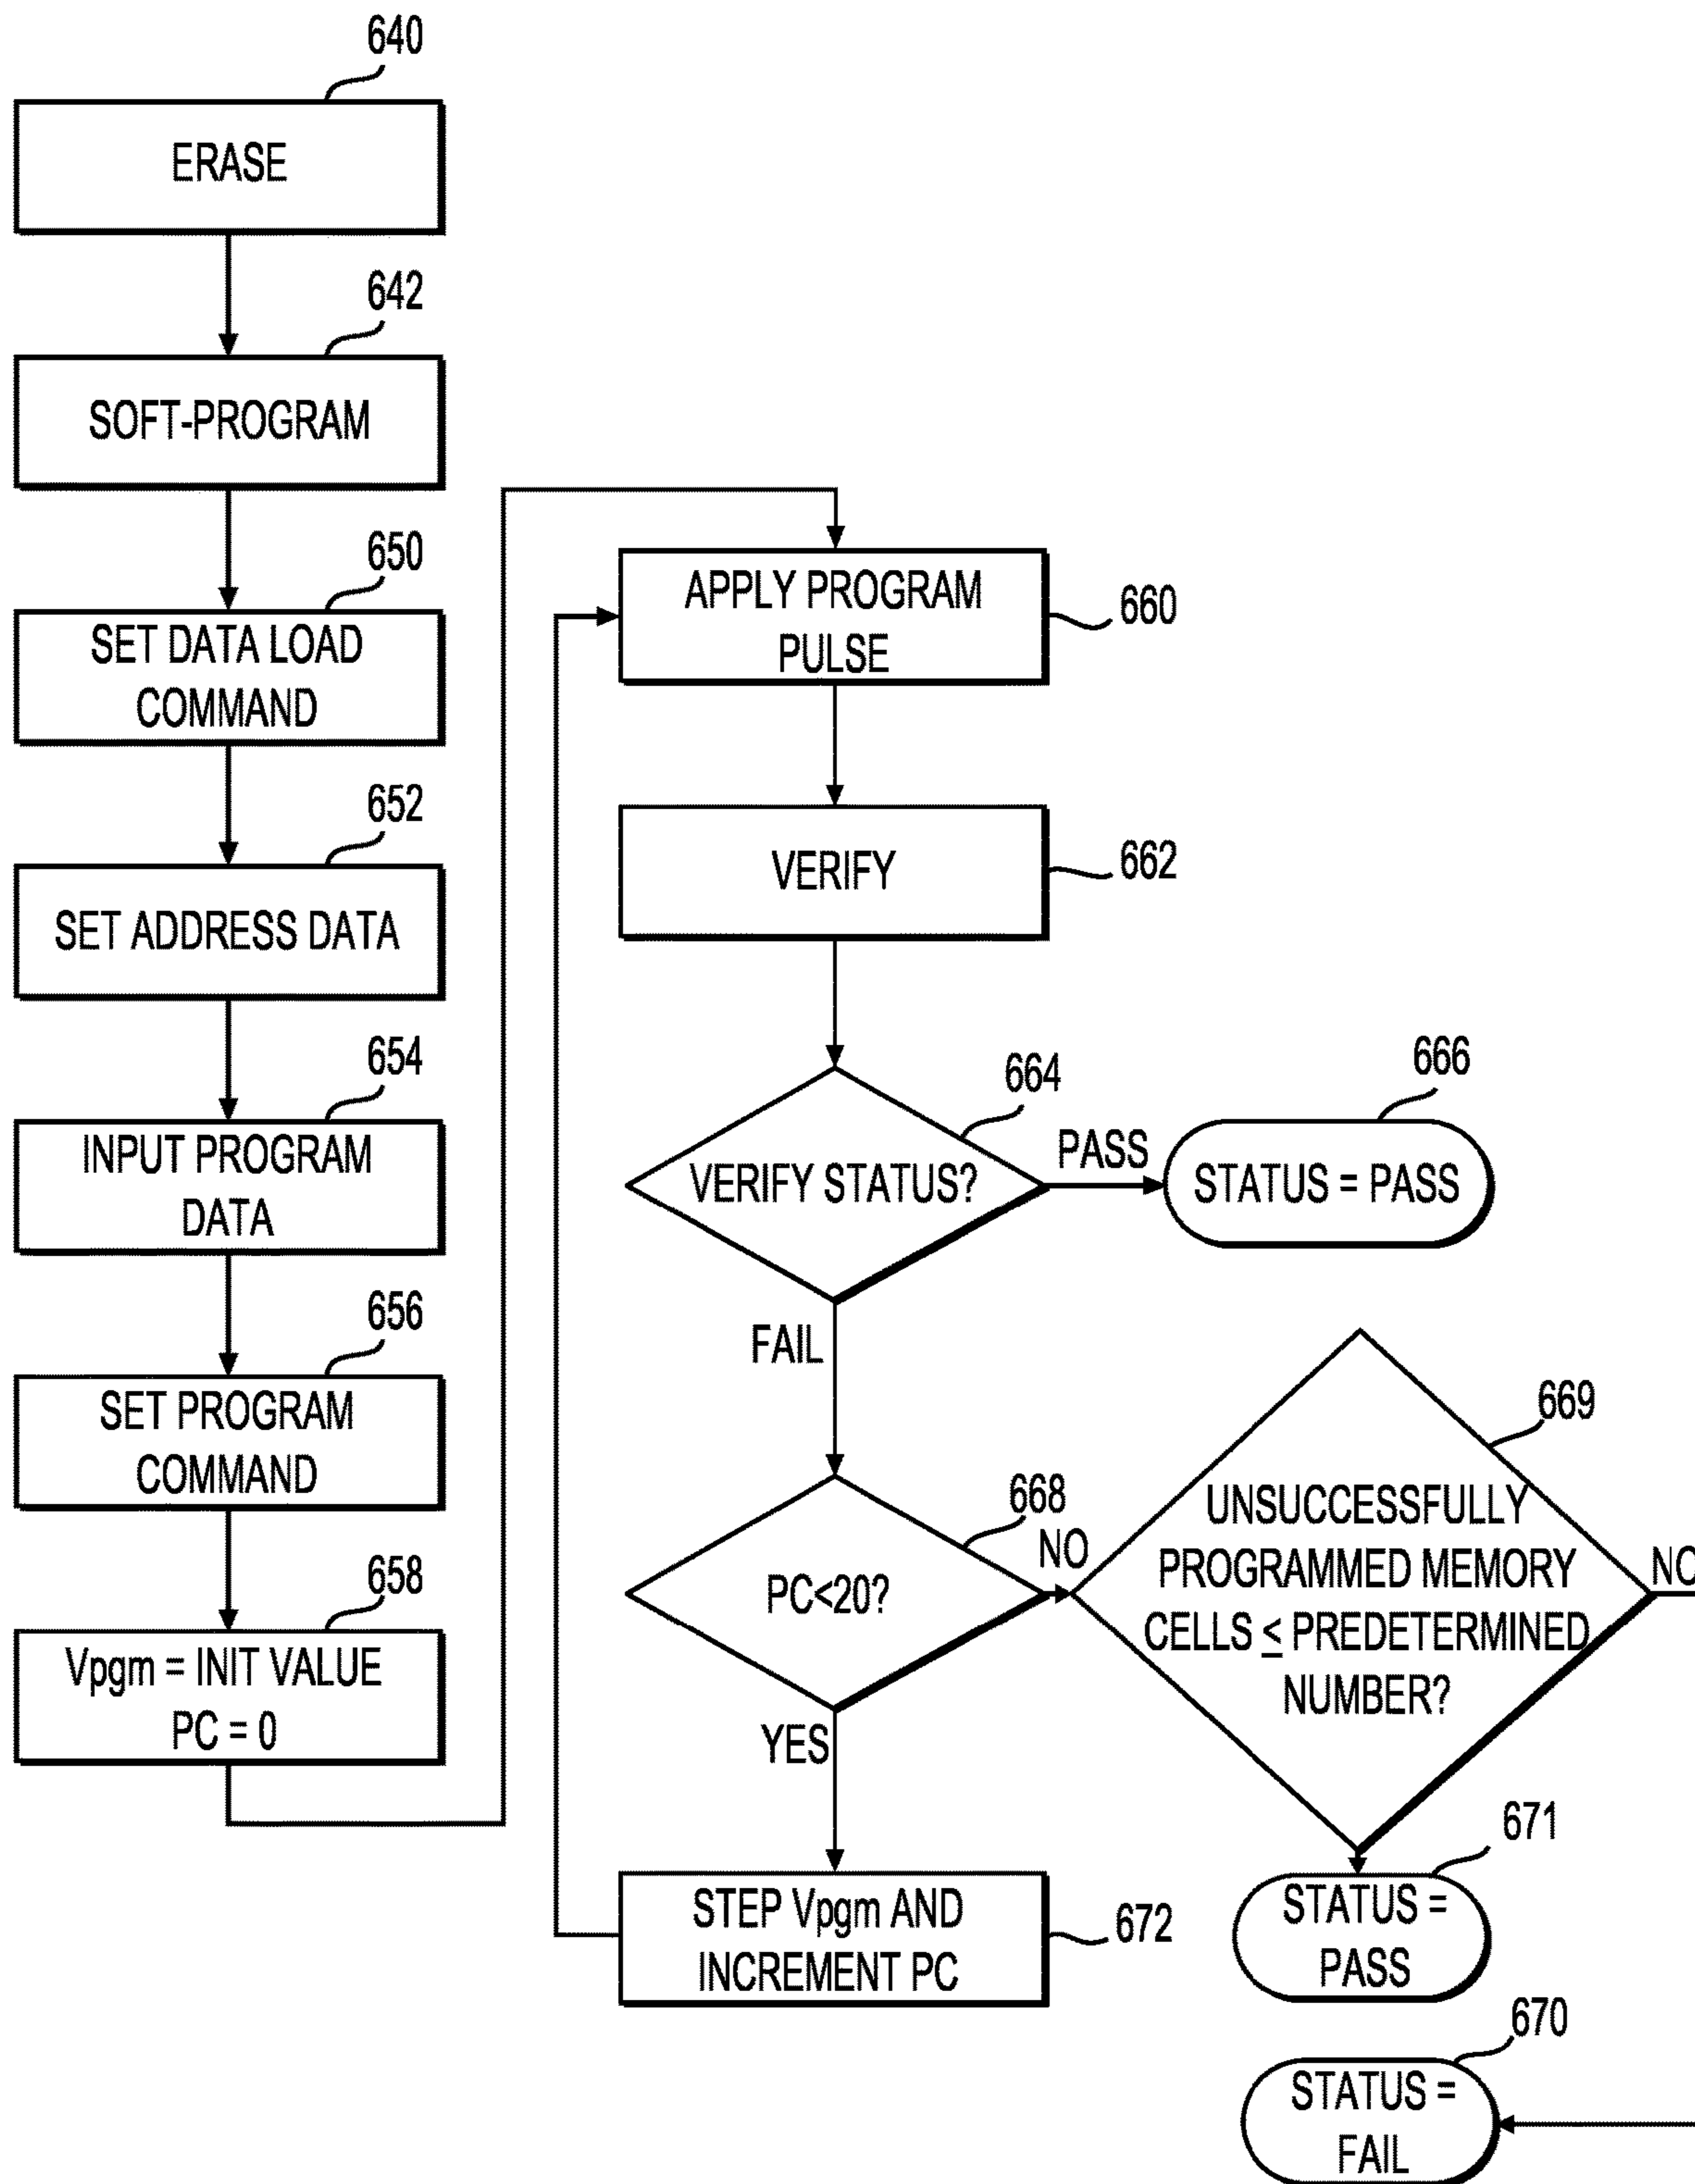 640
ERASE
642
SOFT-PROGRAM
650
SET DATA LOAD
COMMAND
652
SET ADDRESS DATA
654
INPUT PROGRAM
DATA
656
SET PROGRAM
COMMAND
658
Vpgm = INIT VALUE
PC = 0
APPLY PROGRAM
PULSE
660
VERIFY
662
664
VERIFY STATUS?
PASS
666
STATUS = PASS
FAIL
668
PC<20?
NO
669
UNSUCCESSFULLY
PROGRAMMED MEMORY
CELLS ≤ PREDETERMINED
NUMBER?
NO
YES
671
STATUS =
PASS
STEP Vpgm AND
INCREMENT PC
672
670
STATUS =
FAIL